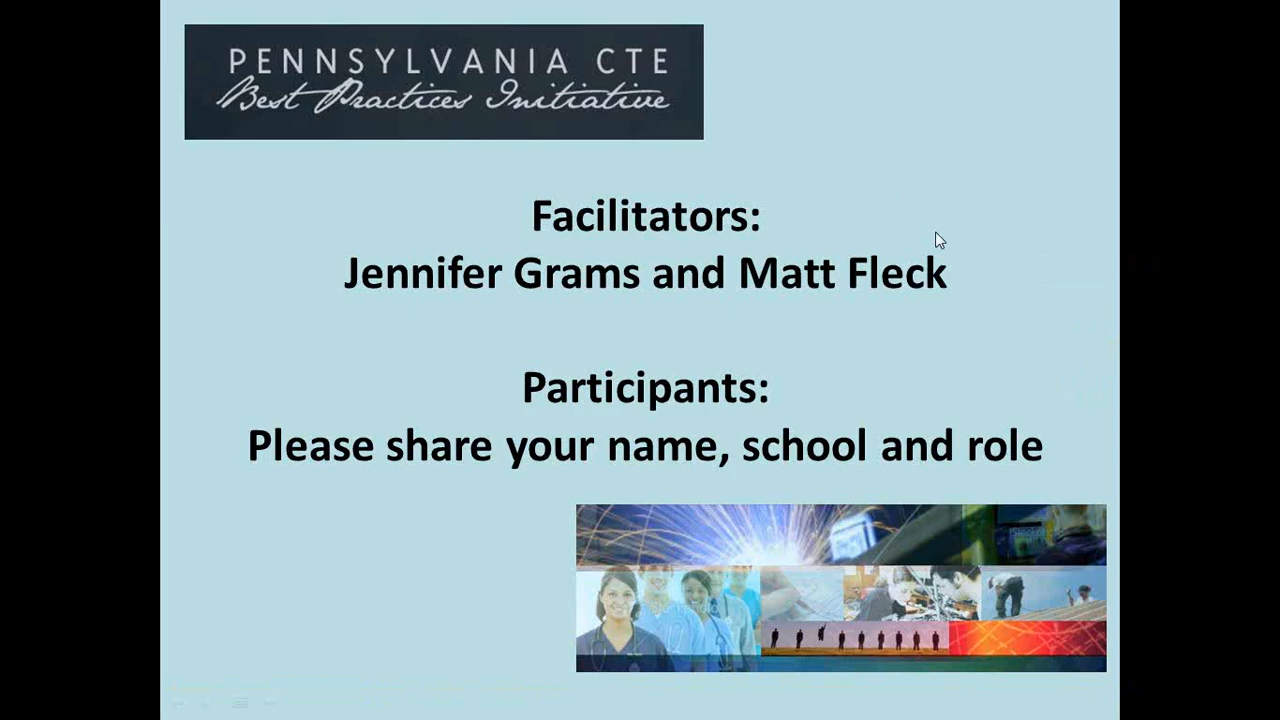 PENNSYLVANIA CTE
Best Practices Initiative
Facilitators:
Jennifer Grams and Matt Fleck
Participants:
Please share your name, school and role